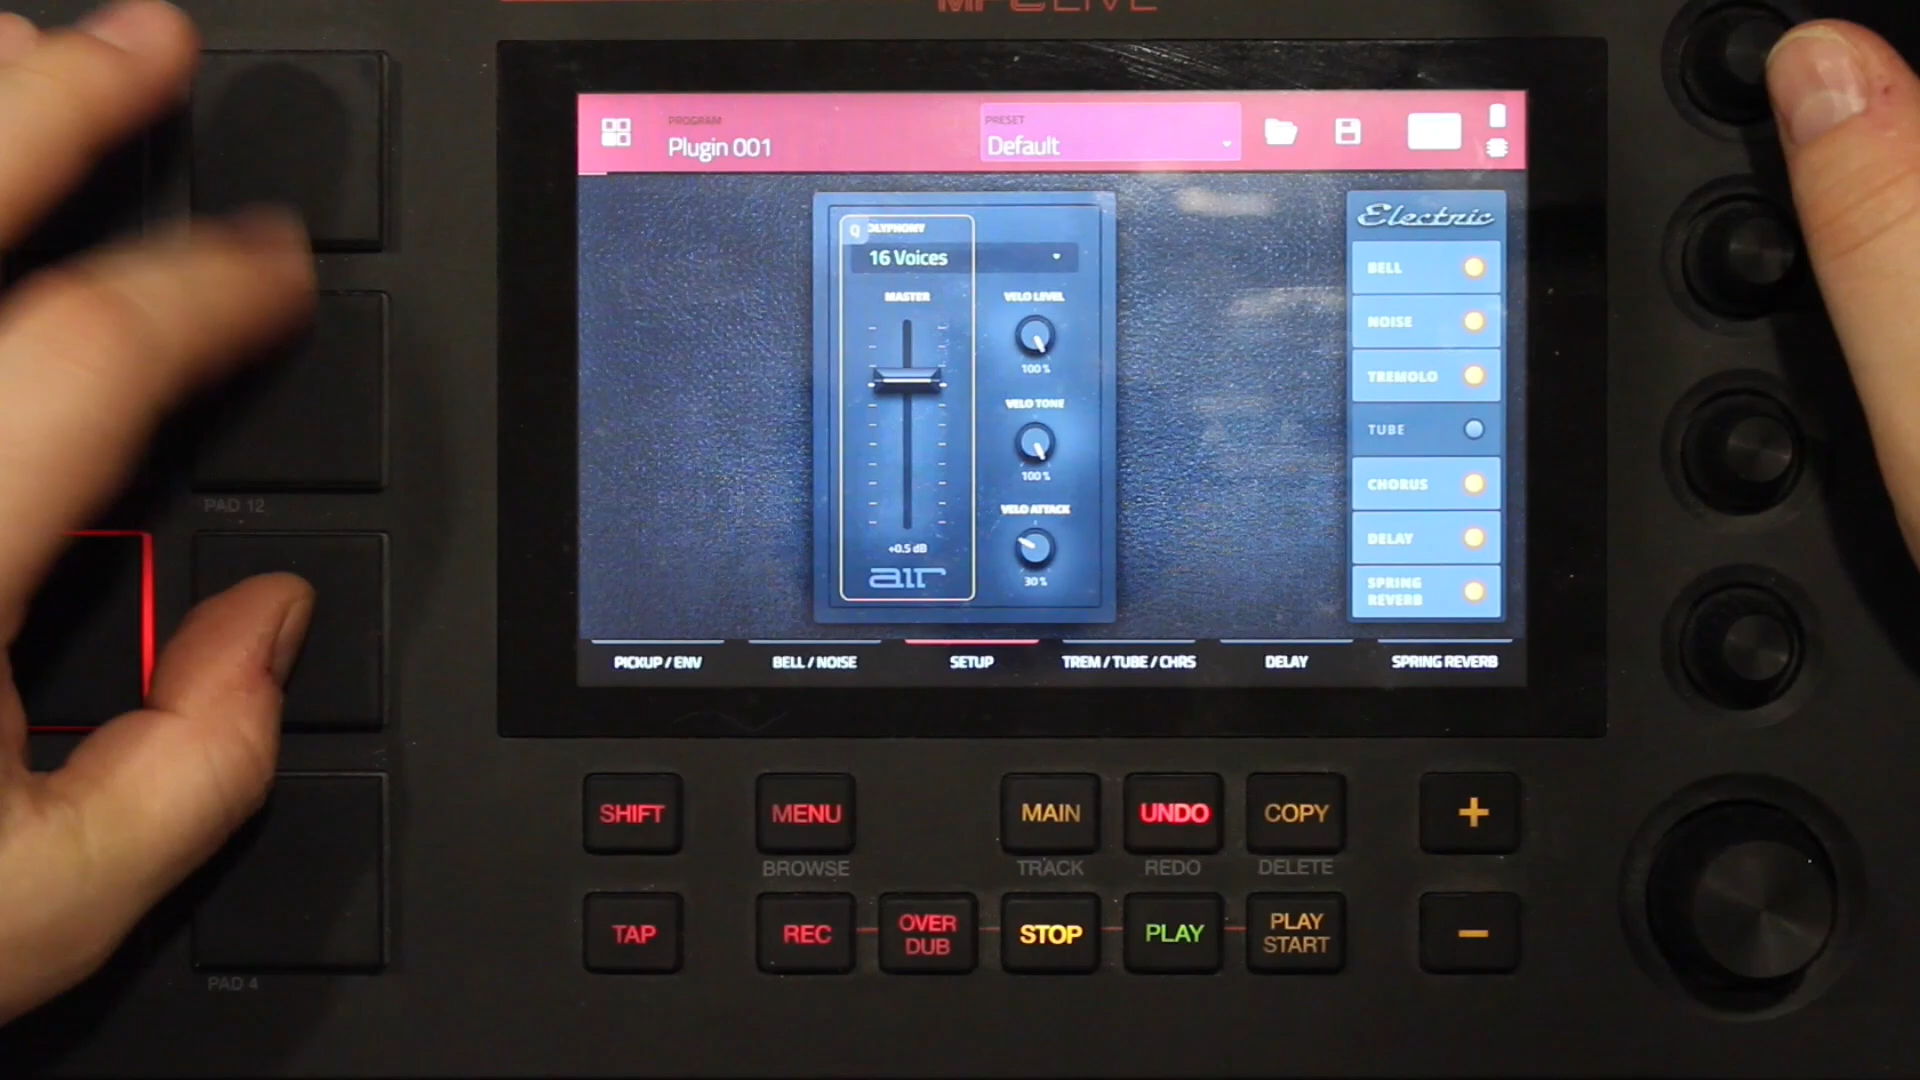 MPC LIVE
PROGRAM
Plugin 001
PRESET
Default
Q
OLYPHONY
16 Voices
MASTER
+0.5 dB
air
VELO LEVEL
100 %
VELO TONE
100 %
VELO ATTACK
30 %
Electric
BELL
NOISE
TREMOLO
TUBE
CHORUS
DELAY
SPRING
REVERB
PICKUP / ENV
BELL / NOISE
SETUP
TREM / TUBE / CHRS
DELAY
SPRING REVERB
PAD 12
PAD 4
SHIFT
MENU
MAIN
UNDO
COPY
+
BROWSE
TRACK
REDO
DELETE
TAP
REC
OVER
DUB
STOP
PLAY
PLAY
START
−